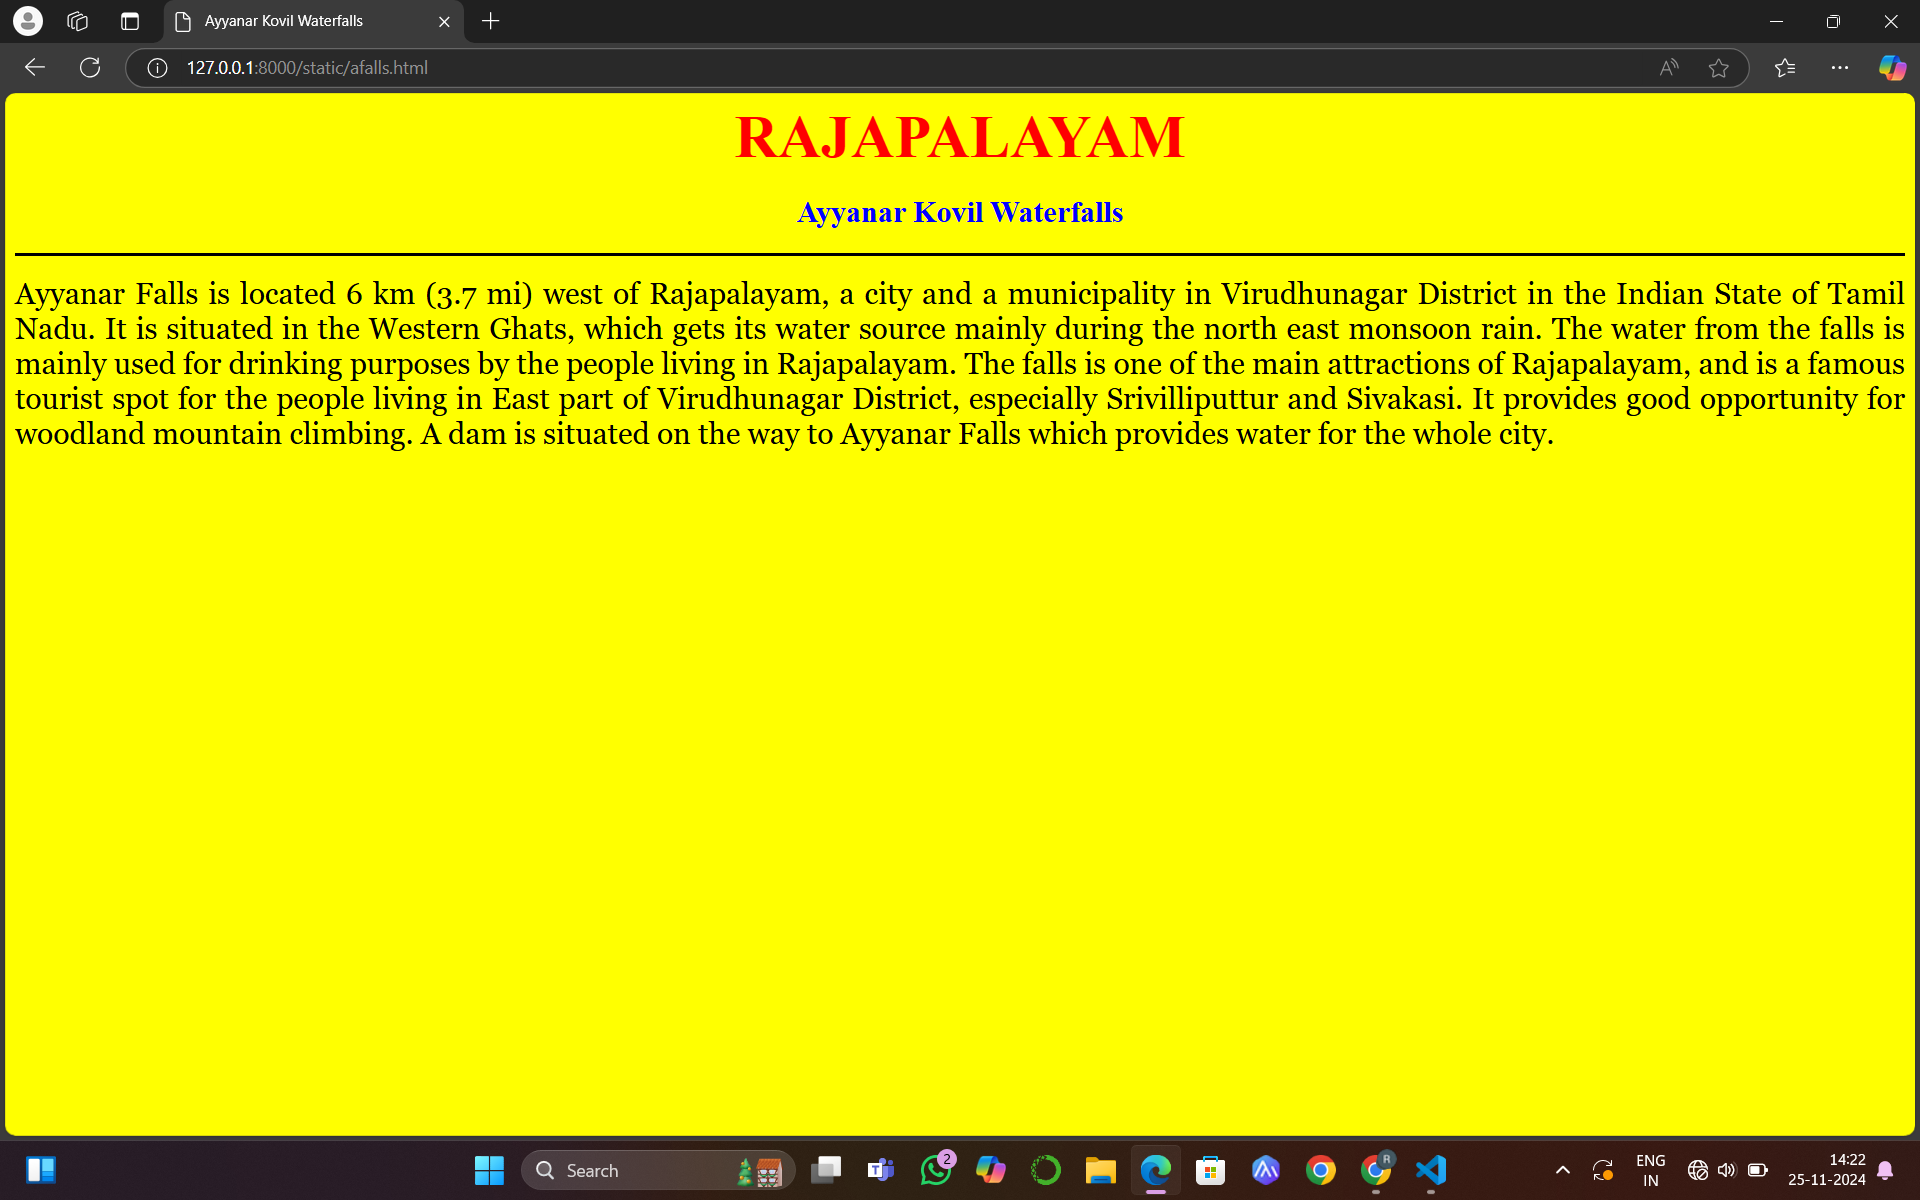 Ayyanar Kovil Waterfalls
127.0.0.1:8000/static/afalls.html
RAJAPALAYAM
Ayyanar Kovil Waterfalls
Ayyanar Falls is located 6 km (3.7 mi) west of Rajapalayam, a city and a municipality in Virudhunagar District in the Indian State of Tamil
Nadu. It is situated in the Western Ghats, which gets its water source mainly during the north east monsoon rain. The water from the falls is
mainly used for drinking purposes by the people living in Rajapalayam. The falls is one of the main attractions of Rajapalayam, and is a famous
tourist spot for the people living in East part of Virudhunagar District, especially Srivilliputtur and Sivakasi. It provides good opportunity for
woodland mountain climbing. A dam is situated on the way to Ayyanar Falls which provides water for the whole city.
Search
2
R
ENG
IN
14:22
25-11-2024